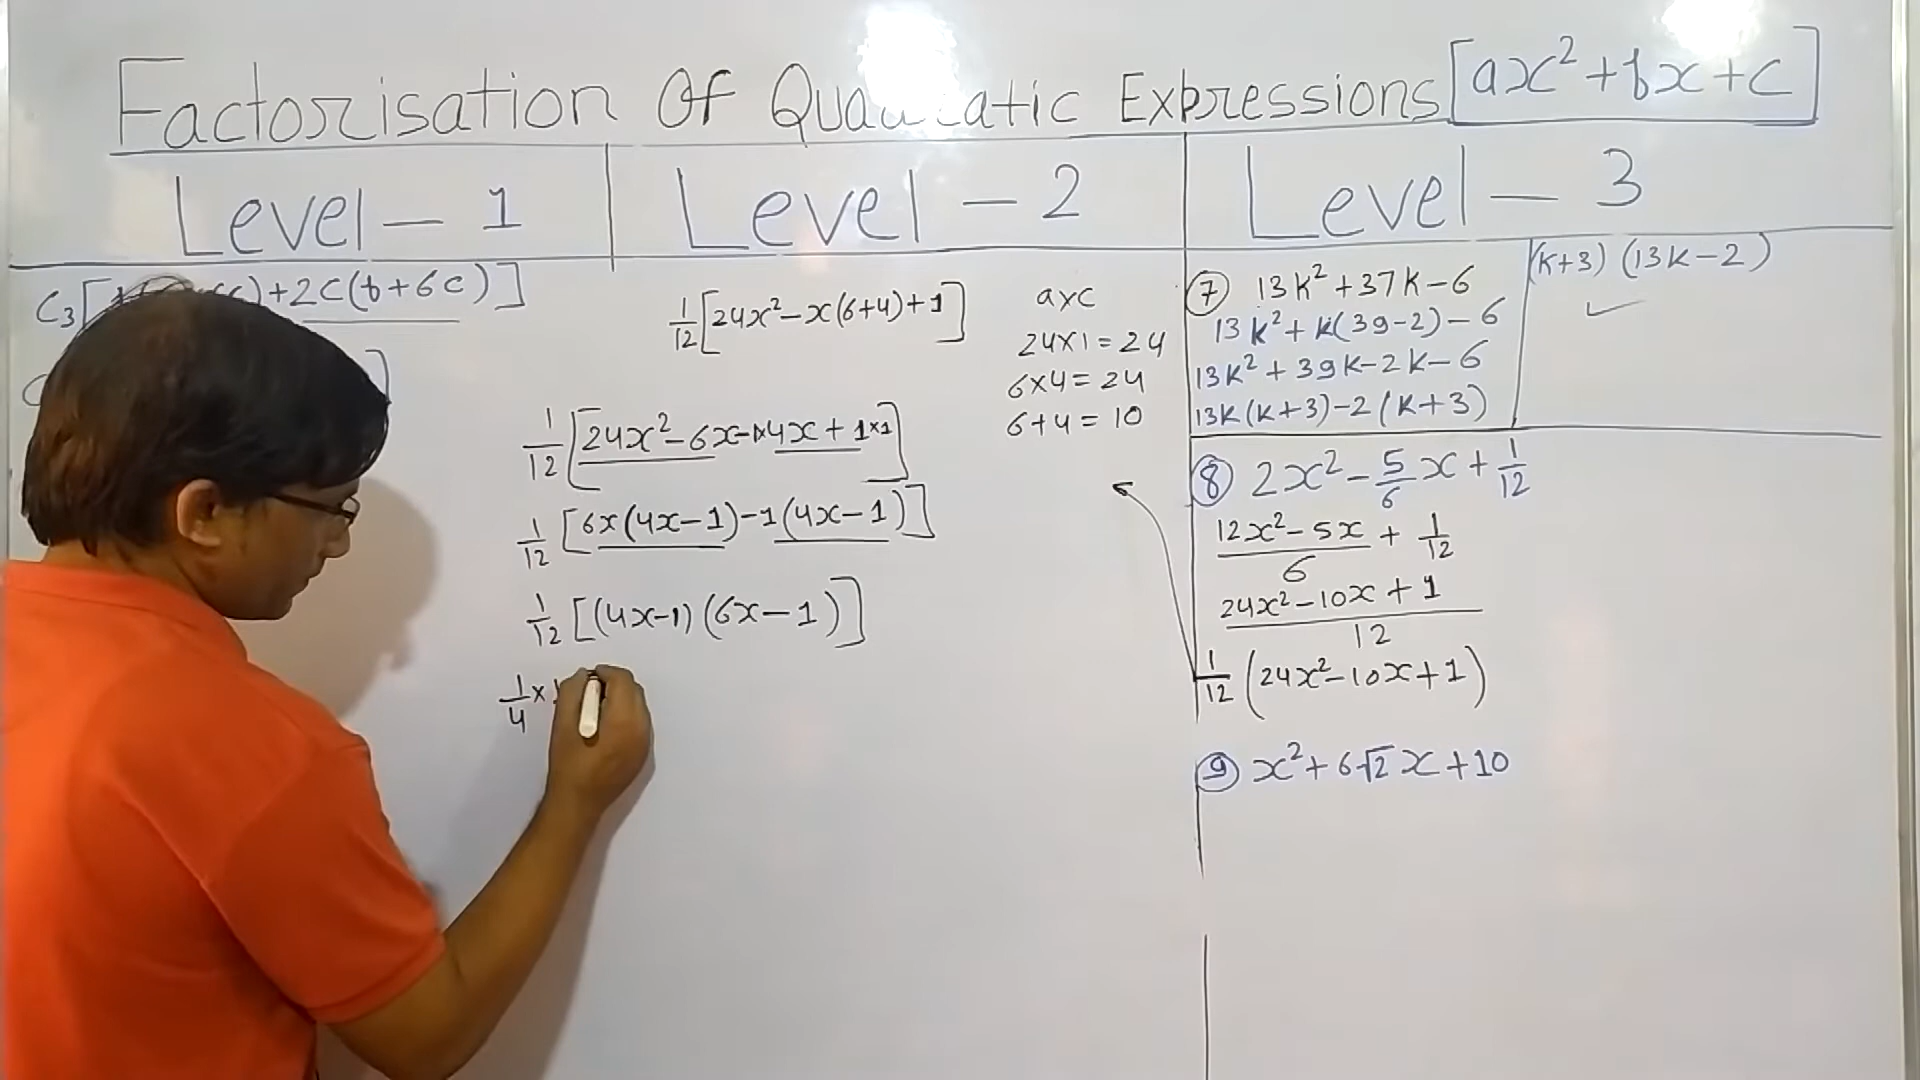 Factorisation Of Quadratic Expressions [ax²+bx+c]
Level - 1
Level - 2
Level - 3
C₃[ )+2c(b+6c)]
1/12[24x²-x(6+4)+1]
1/12[24x²-6x-1×4x+1×1]
1/12[6x(4x-1)-1(4x-1)]
1/12[(4x-1)(6x-1)]
1/4×
a×c
24×1=24
6×4=24
6+4=10
⑦ 13k²+37k-6
13k²+k(39-2)-6
13k²+39k-2k-6
13k(k+3)-2(k+3)
(k+3)(13k-2)
⑧ 2x²-5/6x+1/12
(12x²-5x)/6+1/12
(24x²-10x+1)/12
1/12(24x²-10x+1)
⑨ x²+6√2x+10